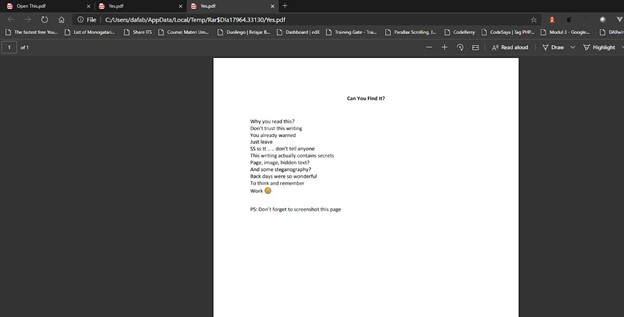 Open This.pdf
Yes.pdf
Yes.pdf
File
C:/Users/dafab/AppData/Local/Temp/Rar$DIa17964.33130/Yes.pdf
The fastest free You...
List of Monogatari...
Share ITS
Course: Materi Um...
Duolingo | Belajar B...
Dashboard | edX
Training Gate - Trai...
Parallax Scrolling, J...
CodeBerry
CodeSaya | Tag PHP...
Modul 3 - Google...
1 of 1
Read aloud
Draw
Highlight
Can You Find It?
Why you read this?
Don't trust this writing
You already warned
Just leave
SS ss tt .. .. don't tell anyone
This writing actually contains secrets
Page, image, hidden text?
And some steganography?
Back days were so wonderful
To think and remember
Work
PS: Don't forget to screenshot this page